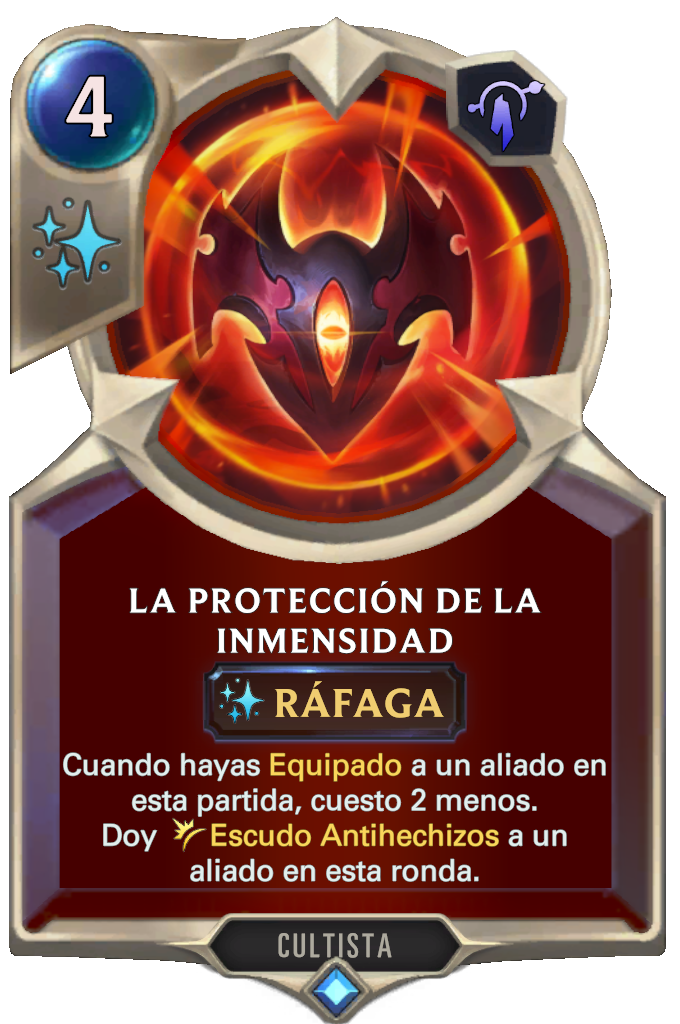 4
LA PROTECCIÓN DE LA
INMENSIDAD
RÁFAGA
Cuando hayas Equipado a un aliado en
esta partida, cuesto 2 menos.
Doy Escudo Antihechizos a un
aliado en esta ronda.
CULTISTA